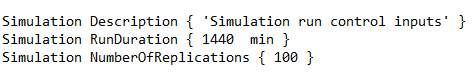 Simulation Description { 'Simulation run control inputs' }
Simulation RunDuration { 1440  min }
Simulation NumberOfReplications { 100 }